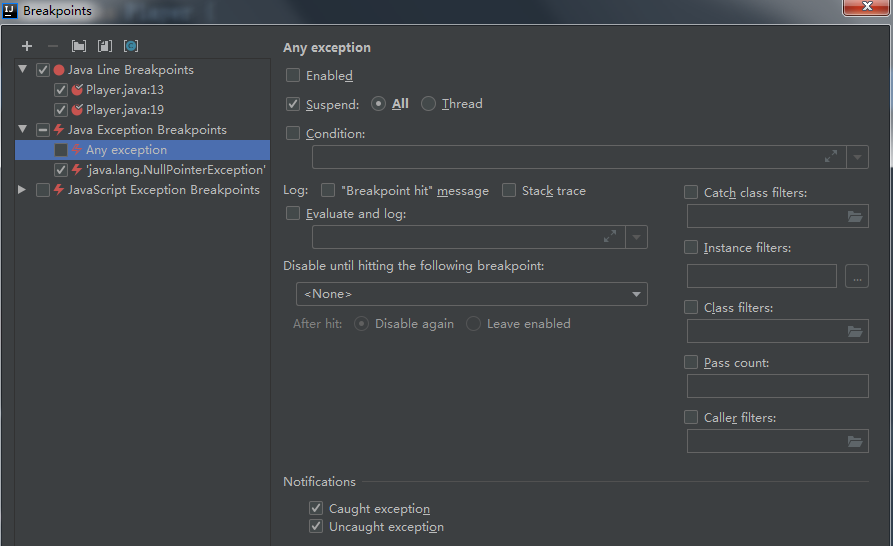 IJ Breakpoints
Player {
Java Line Breakpoints
Player.java:13
Player.java:19
Java Exception Breakpoints
Any exception
'java.lang.NullPointerException'
JavaScript Exception Breakpoints
Any exception
Enabled
Suspend: All Thread
Condition:
Log: "Breakpoint hit" message Stack trace
Evaluate and log:
Disable until hitting the following breakpoint:
<None>
After hit: Disable again Leave enabled
Catch class filters:
Instance filters:
...
Class filters:
Pass count:
Caller filters:
Notifications
Caught exception
Uncaught exception